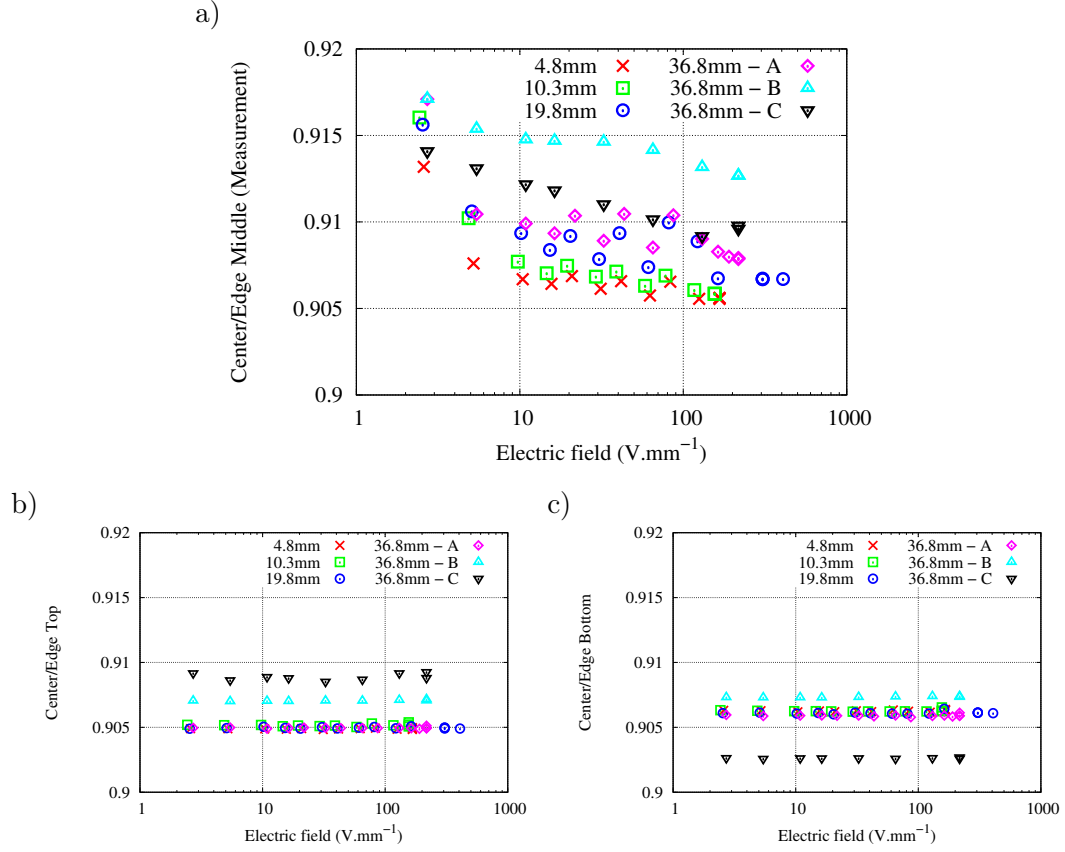 a)
0.92
0.915
0.91
0.905
0.9
Center/Edge Middle (Measurement)
4.8mm
10.3mm
19.8mm
36.8mm − A
36.8mm − B
36.8mm − C
1 10 100 1000
Electric field (V.mm⁻¹)
b)
0.92
0.915
0.91
0.905
0.9
Center/Edge Top
4.8mm
10.3mm
19.8mm
36.8mm − A
36.8mm − B
36.8mm − C
1 10 100 1000
Electric field (V.mm⁻¹)
c)
0.92
0.915
0.91
0.905
0.9
Center/Edge Bottom
4.8mm
10.3mm
19.8mm
36.8mm − A
36.8mm − B
36.8mm − C
1 10 100 1000
Electric field (V.mm⁻¹)